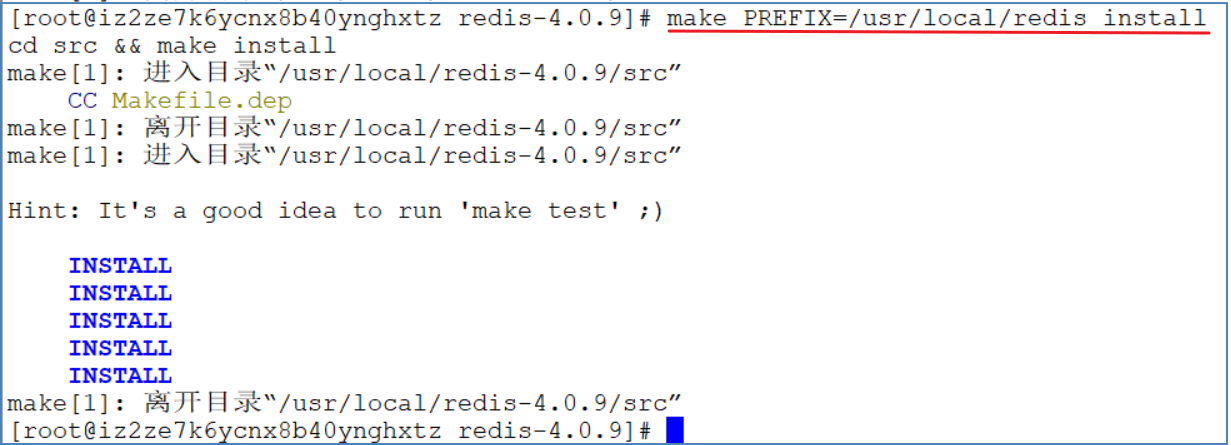 [root@iz2ze7k6ycnx8b40ynghxtz redis-4.0.9]# make PREFIX=/usr/local/redis install
cd src && make install
make[1]: 进入目录“/usr/local/redis-4.0.9/src”
    CC Makefile.dep
make[1]: 离开目录“/usr/local/redis-4.0.9/src”
make[1]: 进入目录“/usr/local/redis-4.0.9/src”
Hint: It's a good idea to run 'make test' ;)
    INSTALL
    INSTALL
    INSTALL
    INSTALL
    INSTALL
make[1]: 离开目录“/usr/local/redis-4.0.9/src”
[root@iz2ze7k6ycnx8b40ynghxtz redis-4.0.9]#